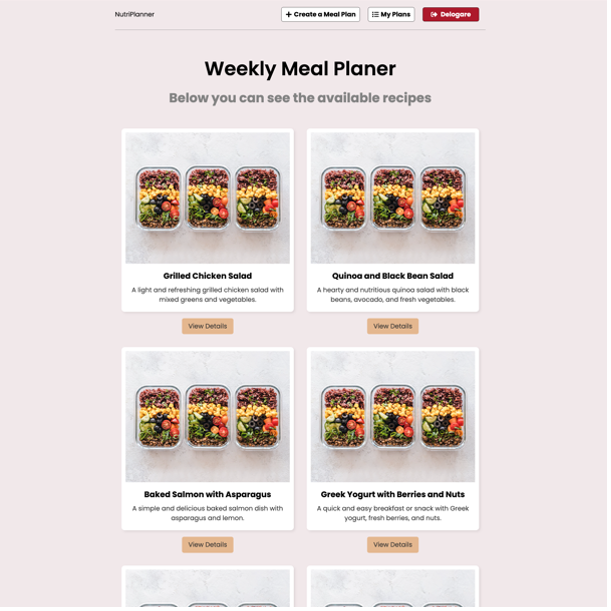 NutriPlanner
Create a Meal Plan
My Plans
Delogare
Weekly Meal Planer
Below you can see the available recipes
Grilled Chicken Salad
A light and refreshing grilled chicken salad with
mixed greens and vegetables.
View Details
Quinoa and Black Bean Salad
A hearty and nutritious quinoa salad with black
beans, avocado, and fresh vegetables.
View Details
Baked Salmon with Asparagus
A simple and delicious baked salmon dish with
asparagus and lemon.
View Details
Greek Yogurt with Berries and Nuts
A quick and easy breakfast or snack with Greek
yogurt, fresh berries, and nuts.
View Details